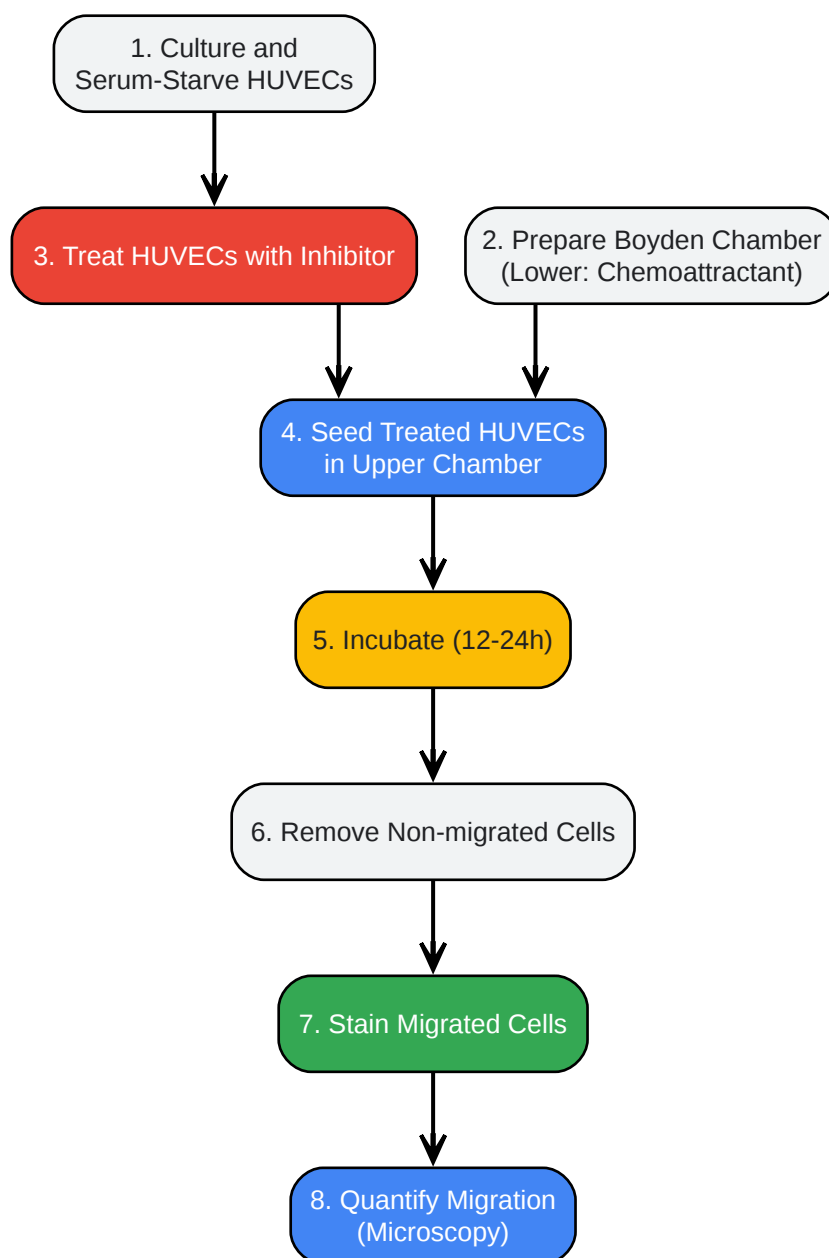 1. Culture and
Serum-Starve HUVECs
3. Treat HUVECs with Inhibitor
2. Prepare Boyden Chamber
(Lower: Chemoattractant)
4. Seed Treated HUVECs
in Upper Chamber
5. Incubate (12-24h)
6. Remove Non-migrated Cells
7. Stain Migrated Cells
8. Quantify Migration
(Microscopy)